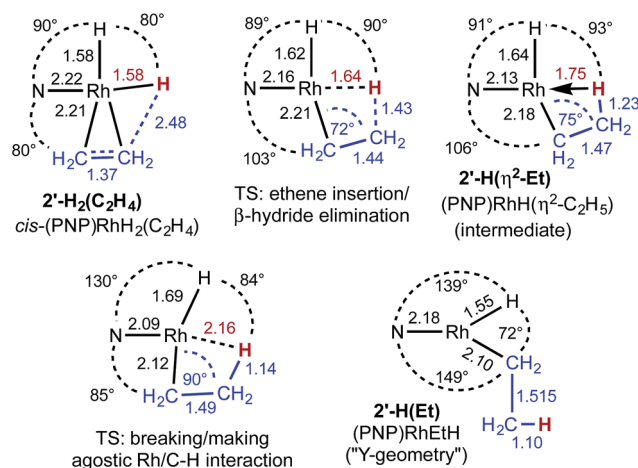 90° H 80°
1.58
2.22 1.58
N Rh H
2.21
2.48
80°
CH₂ CH₂
1.37
2'-H₂(C₂H₄)
cis-(PNP)RhH₂(C₂H₄)
89° H 90°
1.62
2.16 1.64
N Rh H
2.21 1.43
72°
103° CH₂
CH₂ 1.44
TS: ethene insertion/
β-hydride elimination
91° H 93°
1.64
2.13 1.75
N Rh H
2.18 1.23
75°
106° CH₂
CH₂ 1.47
2'-H(η²-Et)
(PNP)RhH(η²-C₂H₅)
(intermediate)
130° H 84°
1.69
2.09 2.16
N Rh H
2.12 1.14
90°
85°
CH₂ CH₂
1.49
TS: breaking/making
agostic Rh/C-H interaction
139°
1.55 H
2.18
N Rh 72°
2.10 CH₂
149°
1.515
H₂C H
1.10
2'-H(Et)
(PNP)RhEtH
("Y-geometry")